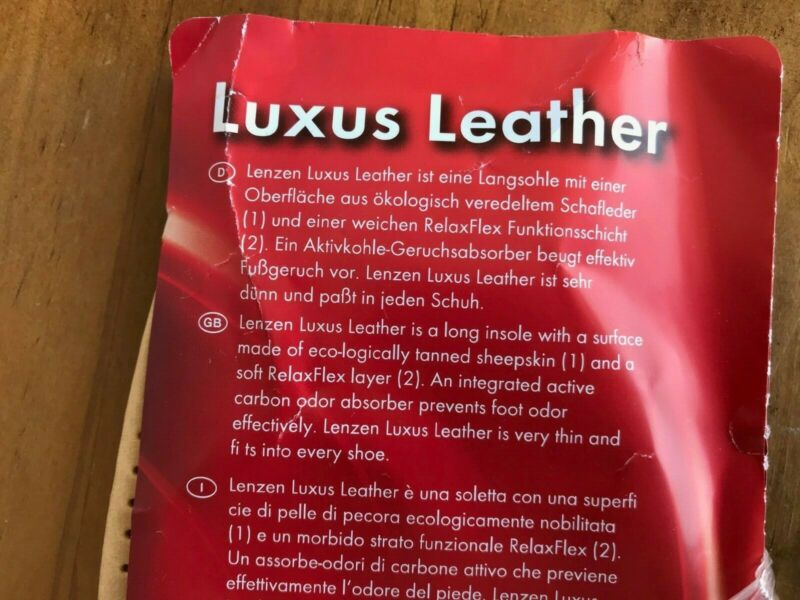 Luxus Leather
D Lenzen Luxus Leather ist eine Langsohle mit einer
Oberfläche aus ökologisch veredeltem Schafleder
(1) und einer weichen RelaxFlex Funktionsschicht
(2). Ein Aktivkohle-Geruchsabsorber beugt effektiv
Fußgeruch vor. Lenzen Luxus Leather ist sehr
dünn und paßt in jeden Schuh.
GB Lenzen Luxus Leather is a long insole with a surface
made of eco-logically tanned sheepskin (1) and a
soft RelaxFlex layer (2). An integrated active
carbon odor absorber prevents foot odor
effectively. Lenzen Luxus Leather is very thin and
fi ts into every shoe.
I Lenzen Luxus Leather è una soletta con una superfi
cie di pelle di pecora ecologicamente nobilitata
(1) e un morbido strato funzionale RelaxFlex (2).
Un assorbe-odori di carbone attivo che previene
effettivamente l'odore del piede. Lenzen Luxus